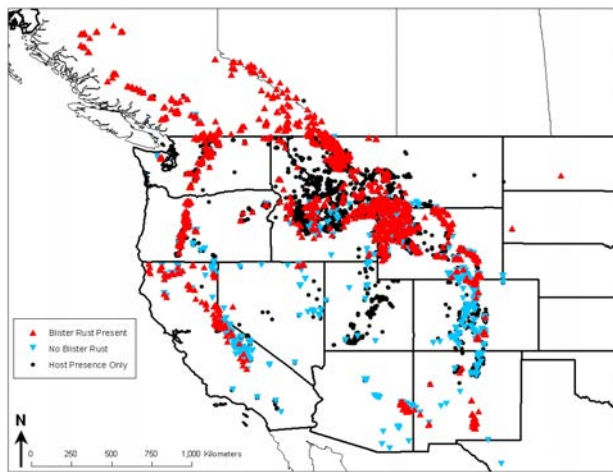 Blister Rust Present
No Blister Rust
Host Presence Only
N
0 250 500 750 1,000 Kilometers